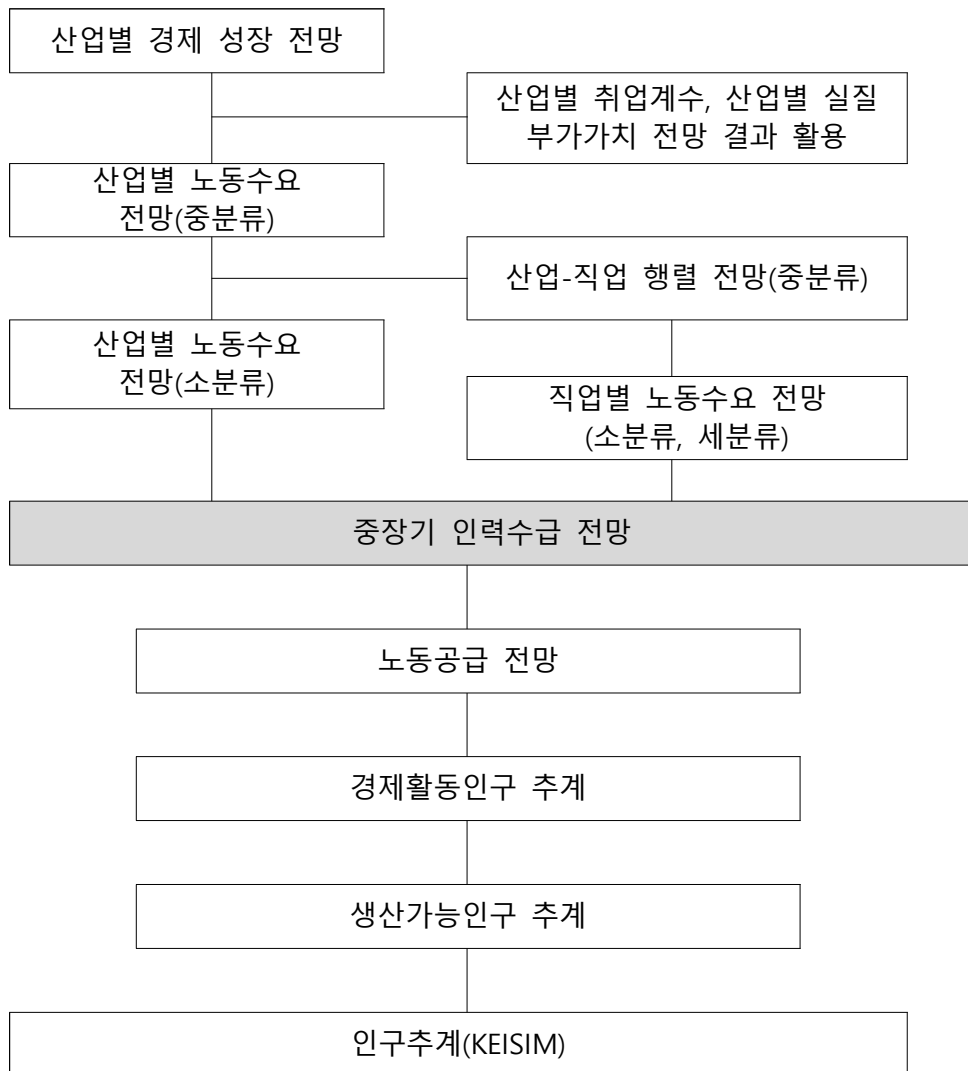 산업별 경제 성장 전망
산업별 취업계수, 산업별 실질
부가가치 전망 결과 활용
산업별 노동수요
전망(중분류)
산업-직업 행렬 전망(중분류)
산업별 노동수요
전망(소분류)
직업별 노동수요 전망
(소분류, 세분류)
중장기 인력수급 전망
노동공급 전망
경제활동인구 추계
생산가능인구 추계
인구추계(KEISIM)